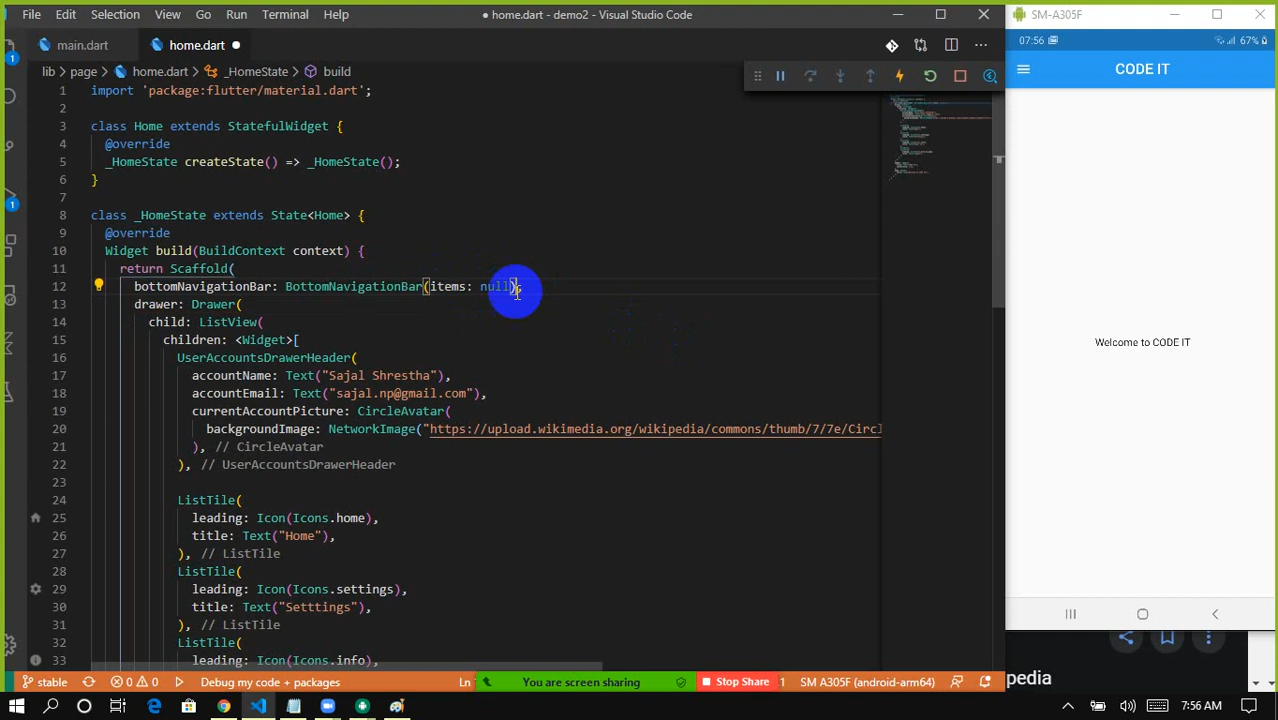 File Edit Selection View Go Run Terminal Help
● home.dart - demo2 - Visual Studio Code
SM-A305F
main.dart
home.dart ●
07:56
67%
lib > page > home.dart > _HomeState > build
CODE IT
1 import 'package:flutter/material.dart';
2
3 class Home extends StatefulWidget {
4 @override
5 _HomeState createState() => _HomeState();
6 }
7
8 class _HomeState extends State<Home> {
9 @override
10 Widget build(BuildContext context) {
11 return Scaffold(
12 bottomNavigationBar: BottomNavigationBar(items: null),
13 drawer: Drawer(
14 child: ListView(
15 children: <Widget>[
16 UserAccountsDrawerHeader(
17 accountName: Text("Sajal Shrestha"),
18 accountEmail: Text("sajal.np@gmail.com"),
19 currentAccountPicture: CircleAvatar(
20 backgroundImage: NetworkImage("https://upload.wikimedia.org/wikipedia/commons/thumb/7/7e/Circl
21 ), // CircleAvatar
22 ), // UserAccountsDrawerHeader
23
24 ListTile(
25 leading: Icon(Icons.home),
26 title: Text("Home"),
27 ), // ListTile
28 ListTile(
29 leading: Icon(Icons.settings),
30 title: Text("Setttings"),
31 ), // ListTile
32 ListTile(
33 leading: Icon(Icons.info),
Welcome to CODE IT
1
1
pedia
stable
0 0
Debug my code + packages
Ln
You are screen sharing
Stop Share
1
SM A305F (android-arm64)
7:56 AM